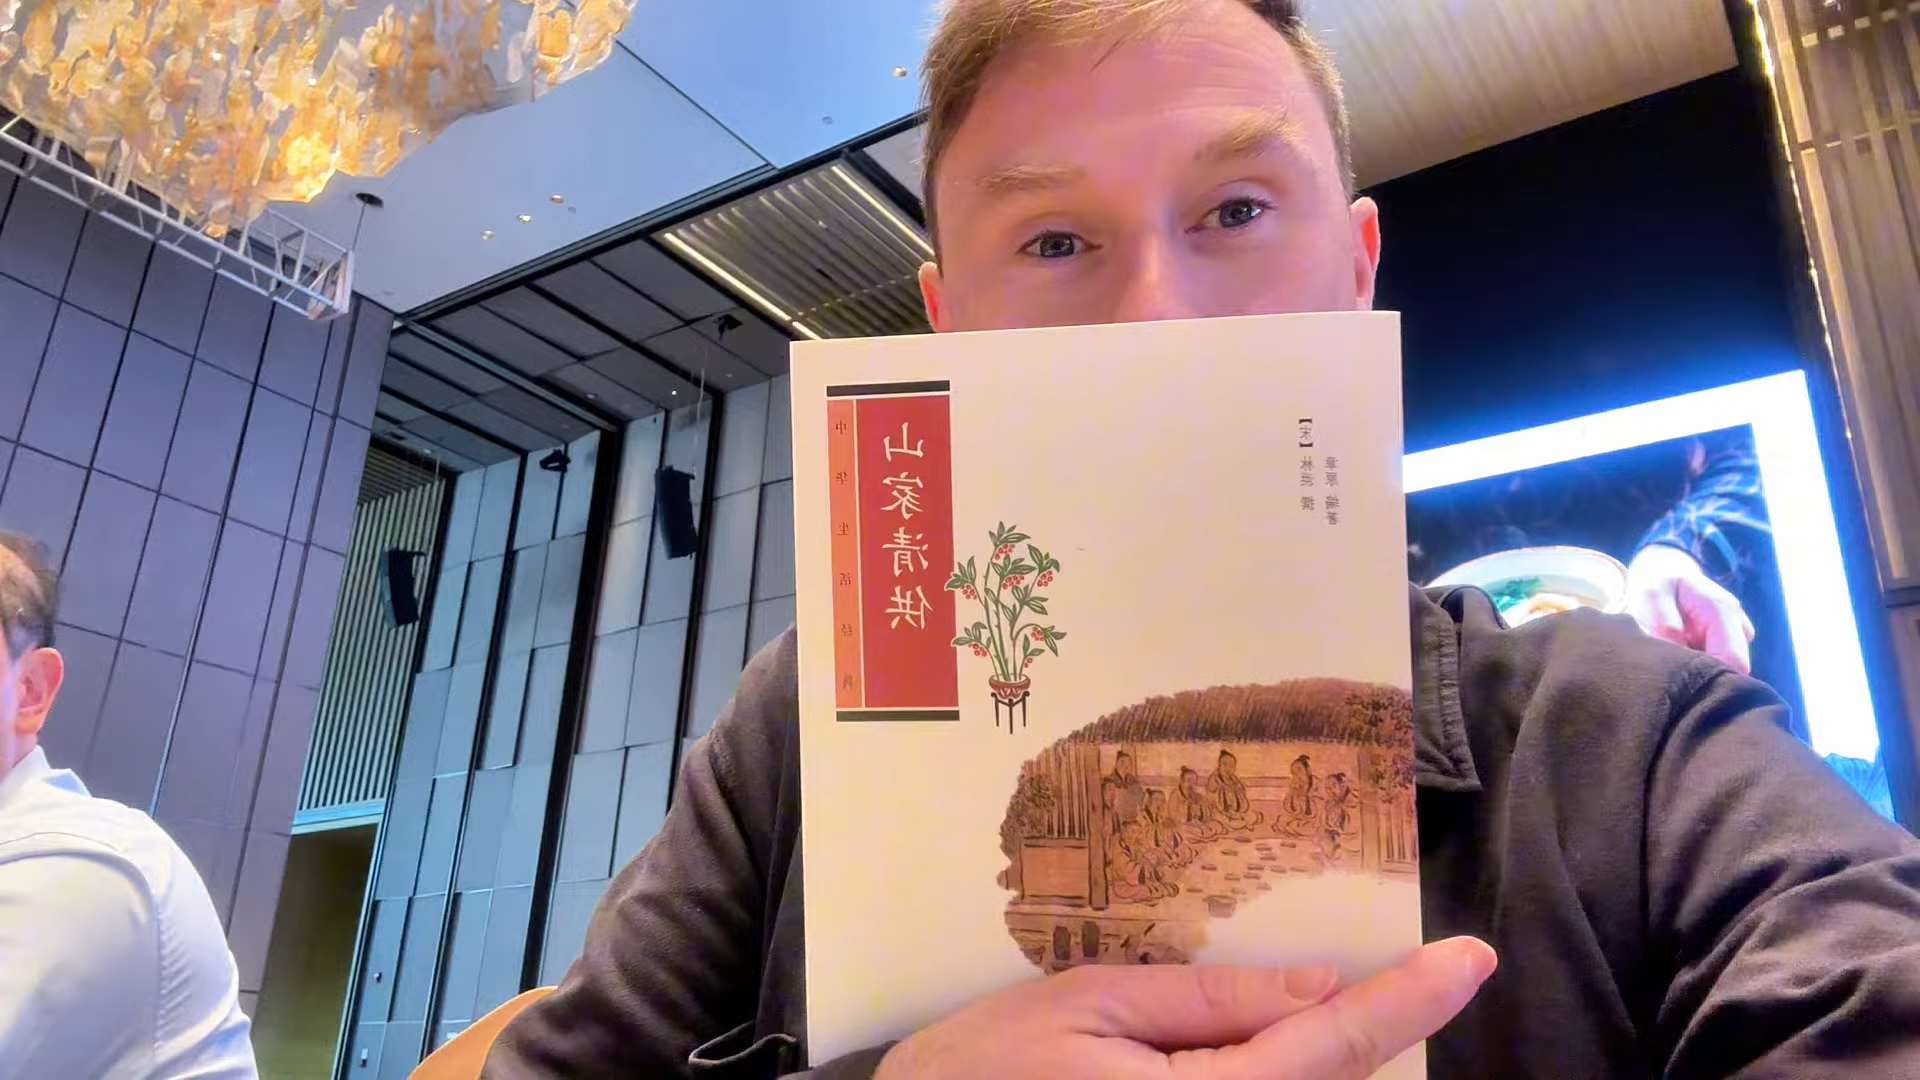 山家清供
中华生活经典
【宋】林洪 撰
章原 编著